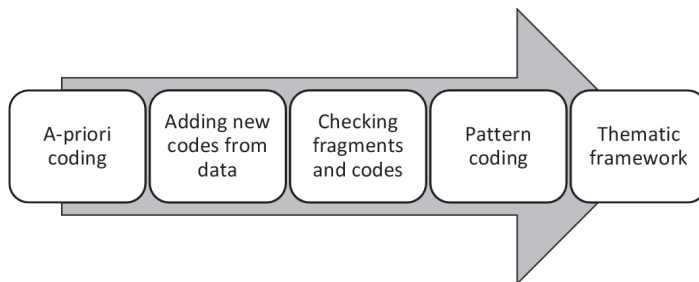 A-priori
coding
Adding new
codes from
data
Checking
fragments
and codes
Pattern
coding
Thematic
framework